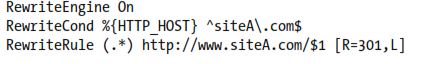 RewriteEngine On
RewriteCond %{HTTP_HOST} ^siteA\.com$
RewriteRule (.*) http://www.siteA.com/$1 [R=301,L]